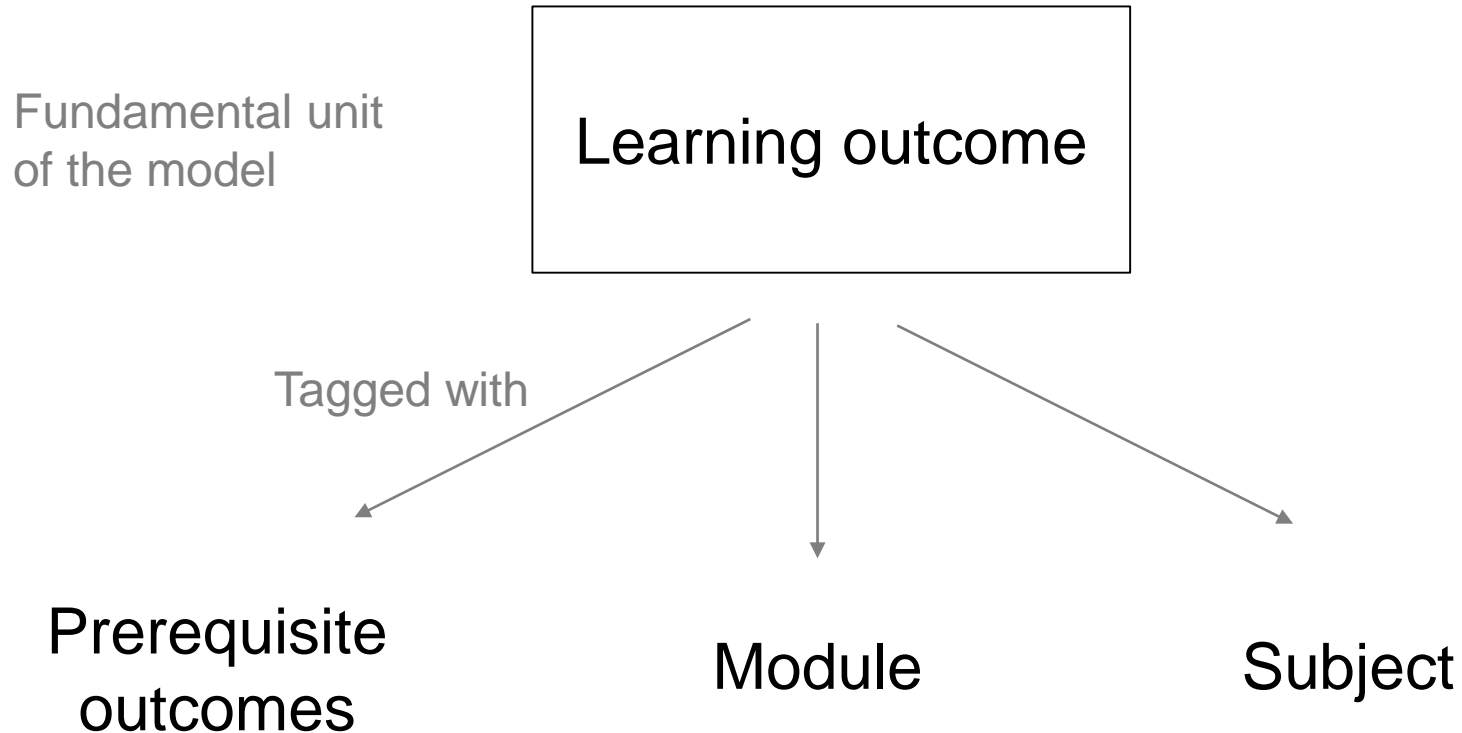 Fundamental unit
of the model
Learning outcome
Tagged with
Prerequisite
outcomes
Module
Subject